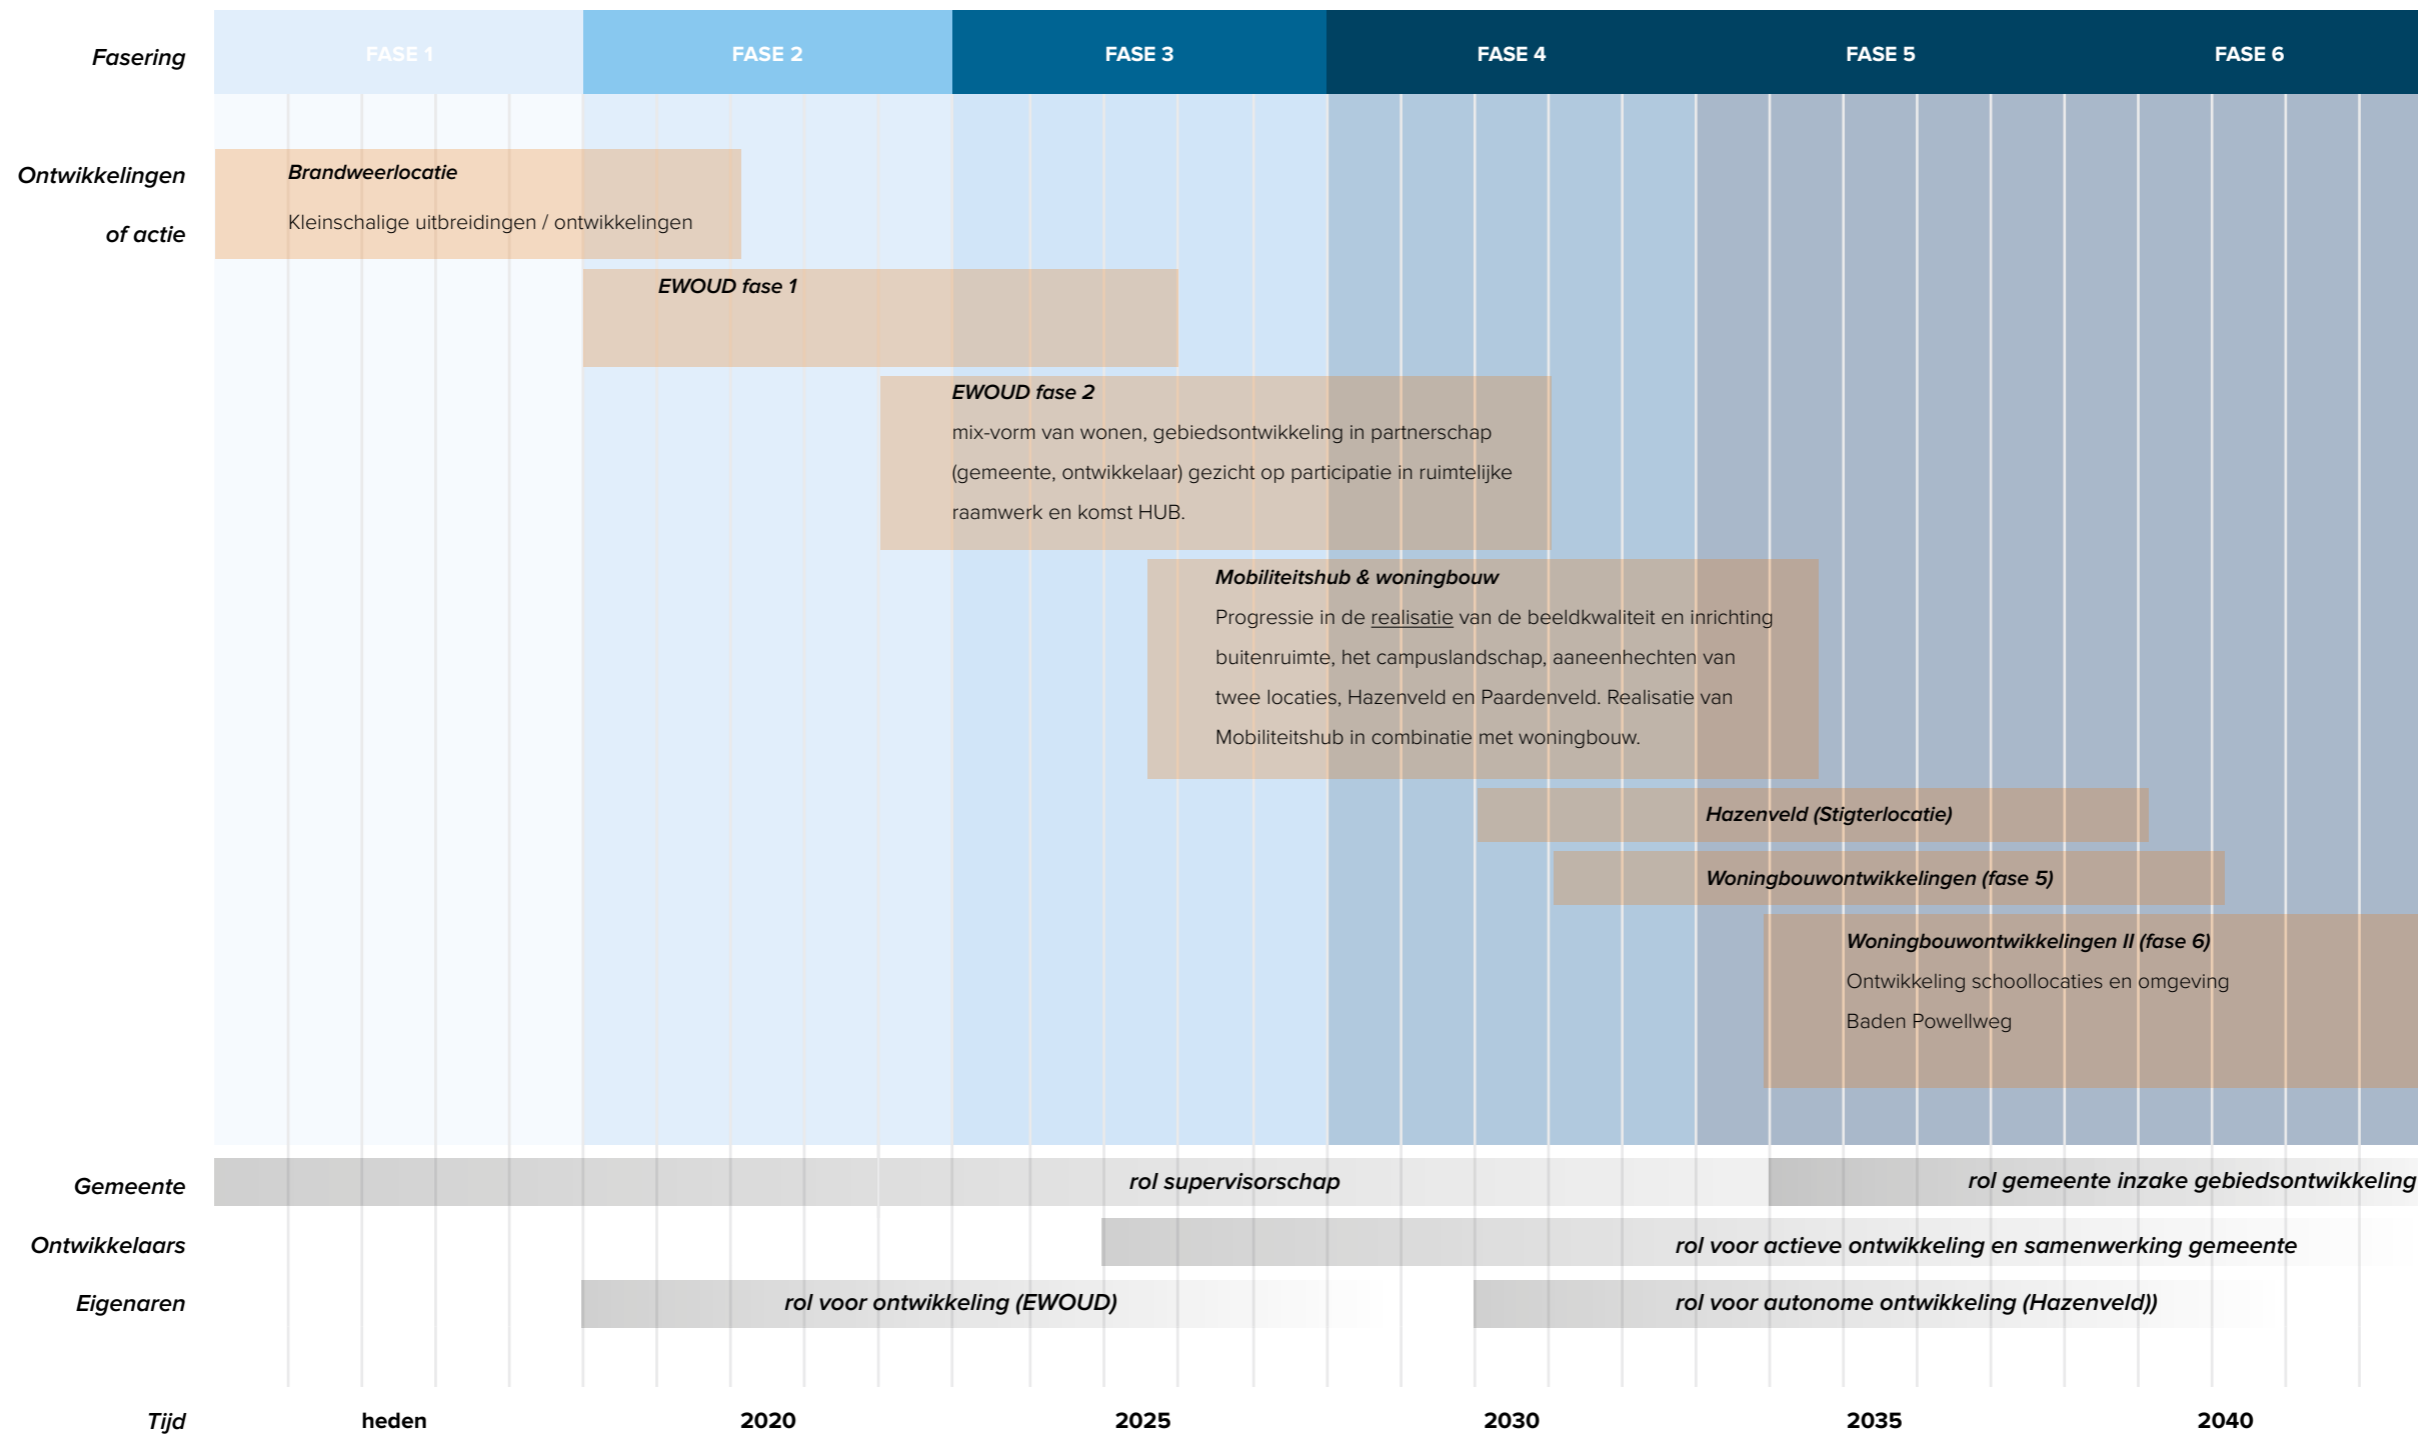 Fasering
FASE 1
FASE 2
FASE 3
FASE 4
FASE 5
FASE 6
Ontwikkelingen
of actie
Brandweerlocatie
Kleinschalige uitbreidingen / ontwikkelingen
EWOUD fase 1
EWOUD fase 2
mix-vorm van wonen, gebiedsontwikkeling in partnerschap
(gemeente, ontwikkelaar) gezicht op participatie in ruimtelijke
raamwerk en komst HUB.
Mobiliteitshub & woningbouw
Progressie in de realisatie van de beeldkwaliteit en inrichting
buitenruimte, het campuslandschap, aaneenhechten van
twee locaties, Hazenveld en Paardenveld. Realisatie van
Mobiliteitshub in combinatie met woningbouw.
Hazenveld (Stigterlocatie)
Woningbouwontwikkelingen (fase 5)
Woningbouwontwikkelingen II (fase 6)
Ontwikkeling schoollocaties en omgeving
Baden Powellweg
Gemeente
rol supervisorschap
rol gemeente inzake gebiedsontwikkeling
Ontwikkelaars
rol voor actieve ontwikkeling en samenwerking gemeente
Eigenaren
rol voor ontwikkeling (EWOUD)
rol voor autonome ontwikkeling (Hazenveld))
Tijd
heden
2020
2025
2030
2035
2040